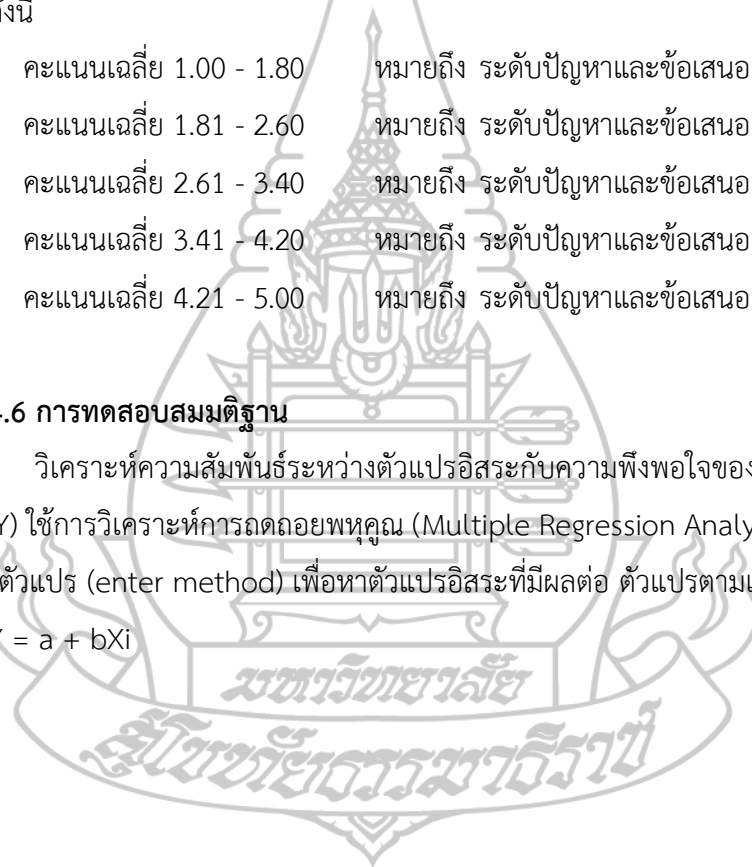 ดังนี้
คะแนนเฉลี่ย 1.00 - 1.80 หมายถึง ระดับปัญหาและข้อเสนอ
คะแนนเฉลี่ย 1.81 - 2.60 หมายถึง ระดับปัญหาและข้อเสนอ
คะแนนเฉลี่ย 2.61 - 3.40 หมายถึง ระดับปัญหาและข้อเสนอ
คะแนนเฉลี่ย 3.41 - 4.20 หมายถึง ระดับปัญหาและข้อเสนอ
คะแนนเฉลี่ย 4.21 - 5.00 หมายถึง ระดับปัญหาและข้อเสนอ
.6 การทดสอบสมมติฐาน
วิเคราะห์ความสัมพันธ์ระหว่างตัวแปรอิสระกับความพึงพอใจของ
Y) ใช้การวิเคราะห์การถดถอยพหุคูณ (Multiple Regression Analy
ตัวแปร (enter method) เพื่อหาตัวแปรอิสระที่มีผลต่อ ตัวแปรตาม
Y = a + bXi
มหาวิทยาลัย
สุโขทัยธรรมาธิราช